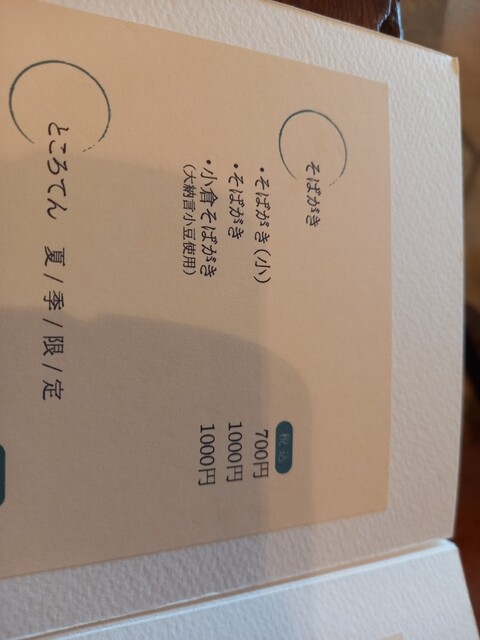 そばがき
税込
・そばがき(小) 700円
・そばがき 1000円
・小倉そばがき 1000円
(大納言小豆使用)
ところてん 夏/季/限/定